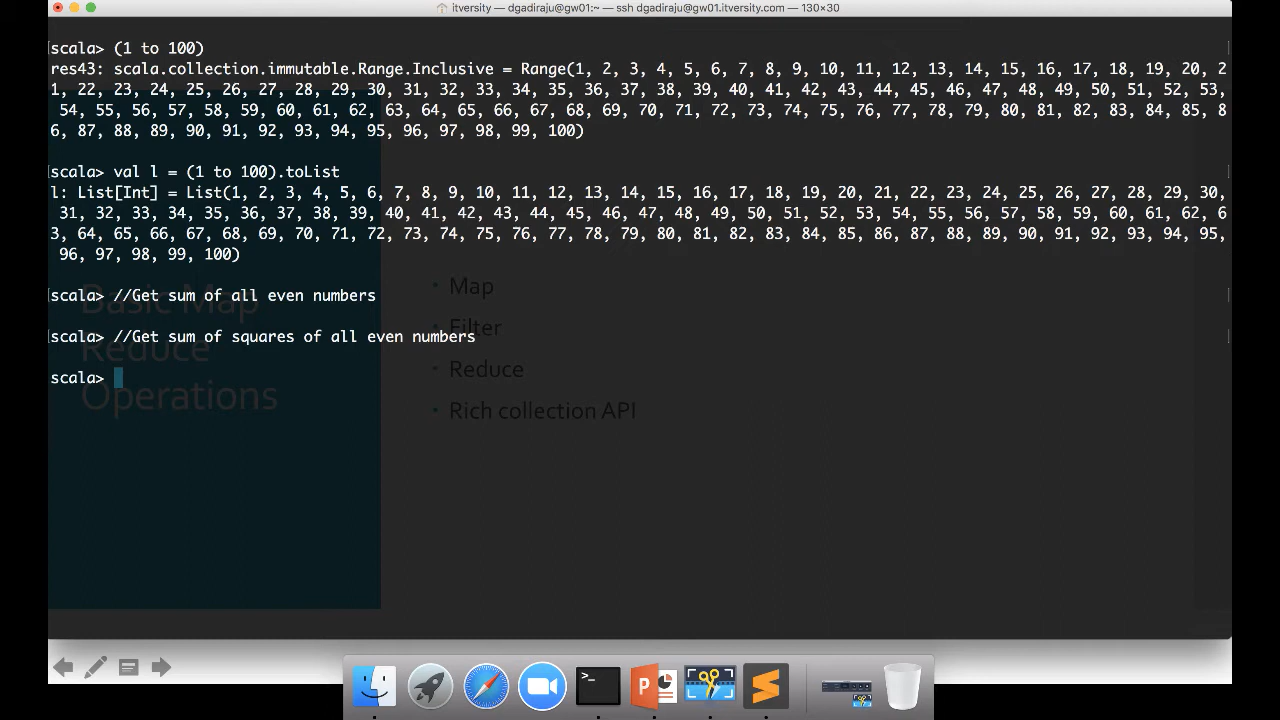 itversity — dgadiraju@gw01:~ — ssh dgadiraju@gw01.itversity.com — 130×30
[scala> (1 to 100)
res43: scala.collection.immutable.Range.Inclusive = Range(1, 2, 3, 4, 5, 6, 7, 8, 9, 10, 11, 12, 13, 14, 15, 16, 17, 18, 19, 20, 2
1, 22, 23, 24, 25, 26, 27, 28, 29, 30, 31, 32, 33, 34, 35, 36, 37, 38, 39, 40, 41, 42, 43, 44, 45, 46, 47, 48, 49, 50, 51, 52, 53,
54, 55, 56, 57, 58, 59, 60, 61, 62, 63, 64, 65, 66, 67, 68, 69, 70, 71, 72, 73, 74, 75, 76, 77, 78, 79, 80, 81, 82, 83, 84, 85, 8
6, 87, 88, 89, 90, 91, 92, 93, 94, 95, 96, 97, 98, 99, 100)
[scala> val l = (1 to 100).toList
l: List[Int] = List(1, 2, 3, 4, 5, 6, 7, 8, 9, 10, 11, 12, 13, 14, 15, 16, 17, 18, 19, 20, 21, 22, 23, 24, 25, 26, 27, 28, 29, 30,
31, 32, 33, 34, 35, 36, 37, 38, 39, 40, 41, 42, 43, 44, 45, 46, 47, 48, 49, 50, 51, 52, 53, 54, 55, 56, 57, 58, 59, 60, 61, 62, 6
3, 64, 65, 66, 67, 68, 69, 70, 71, 72, 73, 74, 75, 76, 77, 78, 79, 80, 81, 82, 83, 84, 85, 86, 87, 88, 89, 90, 91, 92, 93, 94, 95,
96, 97, 98, 99, 100)
[scala> //Get sum of all even numbers
[scala> //Get sum of squares of all even numbers
scala>
Basic Map
Reduce
Operations
• Map
• Filter
• Reduce
• Rich collection API
>_
P